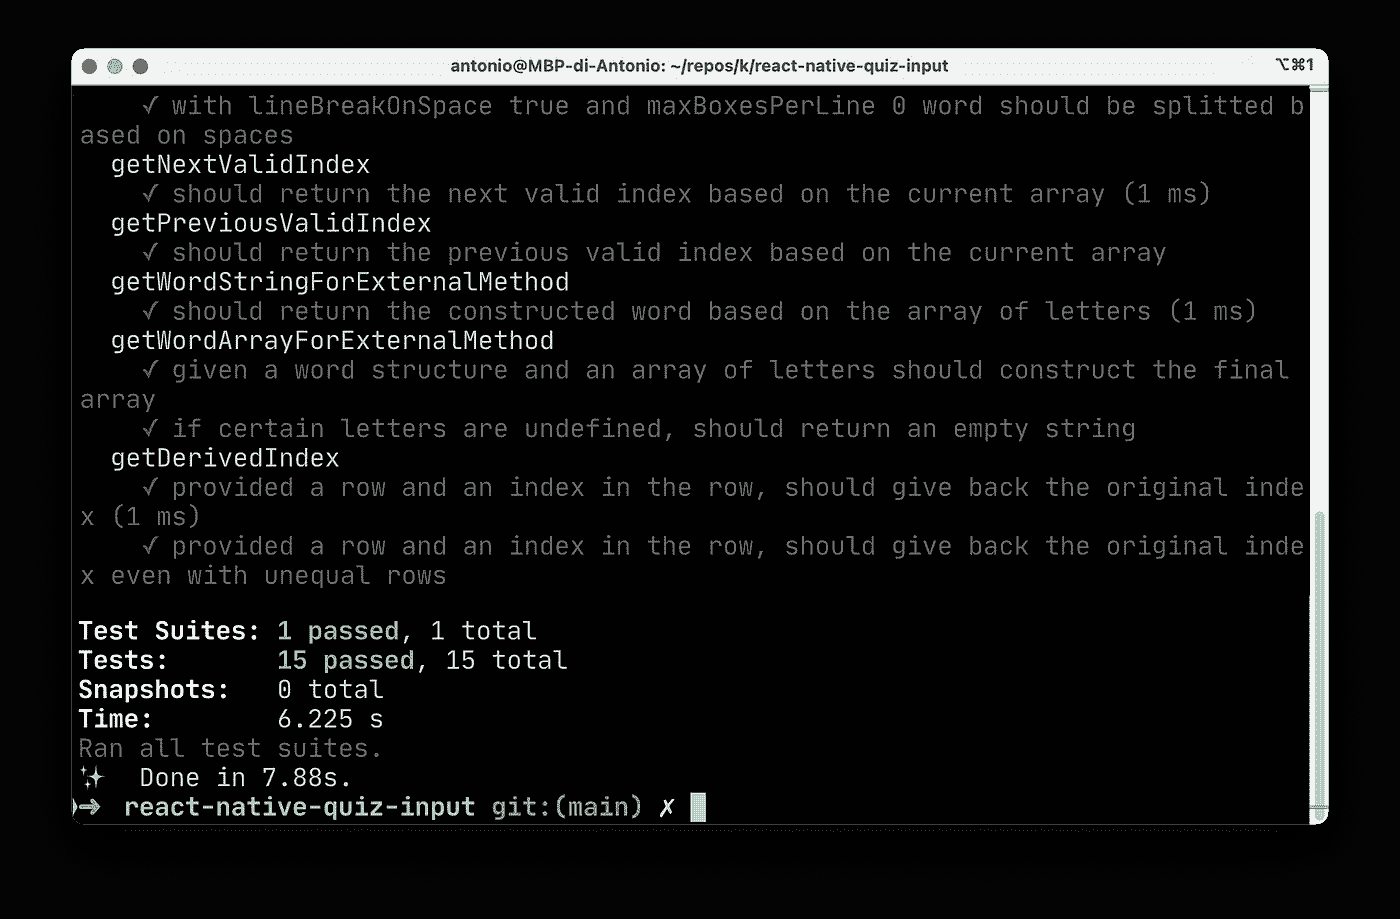 antonio@MBP-di-Antonio: ~/repos/k/react-native-quiz-input ⌥⌘1
✓ with lineBreakOnSpace true and maxBoxesPerLine 0 word should be splitted b
ased on spaces
getNextValidIndex
✓ should return the next valid index based on the current array (1 ms)
getPreviousValidIndex
✓ should return the previous valid index based on the current array
getWordStringForExternalMethod
✓ should return the constructed word based on the array of letters (1 ms)
getWordArrayForExternalMethod
✓ given a word structure and an array of letters should construct the final
array
✓ if certain letters are undefined, should return an empty string
getDerivedIndex
✓ provided a row and an index in the row, should give back the original inde
x (1 ms)
✓ provided a row and an index in the row, should give back the original inde
x even with unequal rows
Test Suites: 1 passed, 1 total
Tests: 15 passed, 15 total
Snapshots: 0 total
Time: 6.225 s
Ran all test suites.
✨ Done in 7.88s.
→ react-native-quiz-input git:(main) ✗